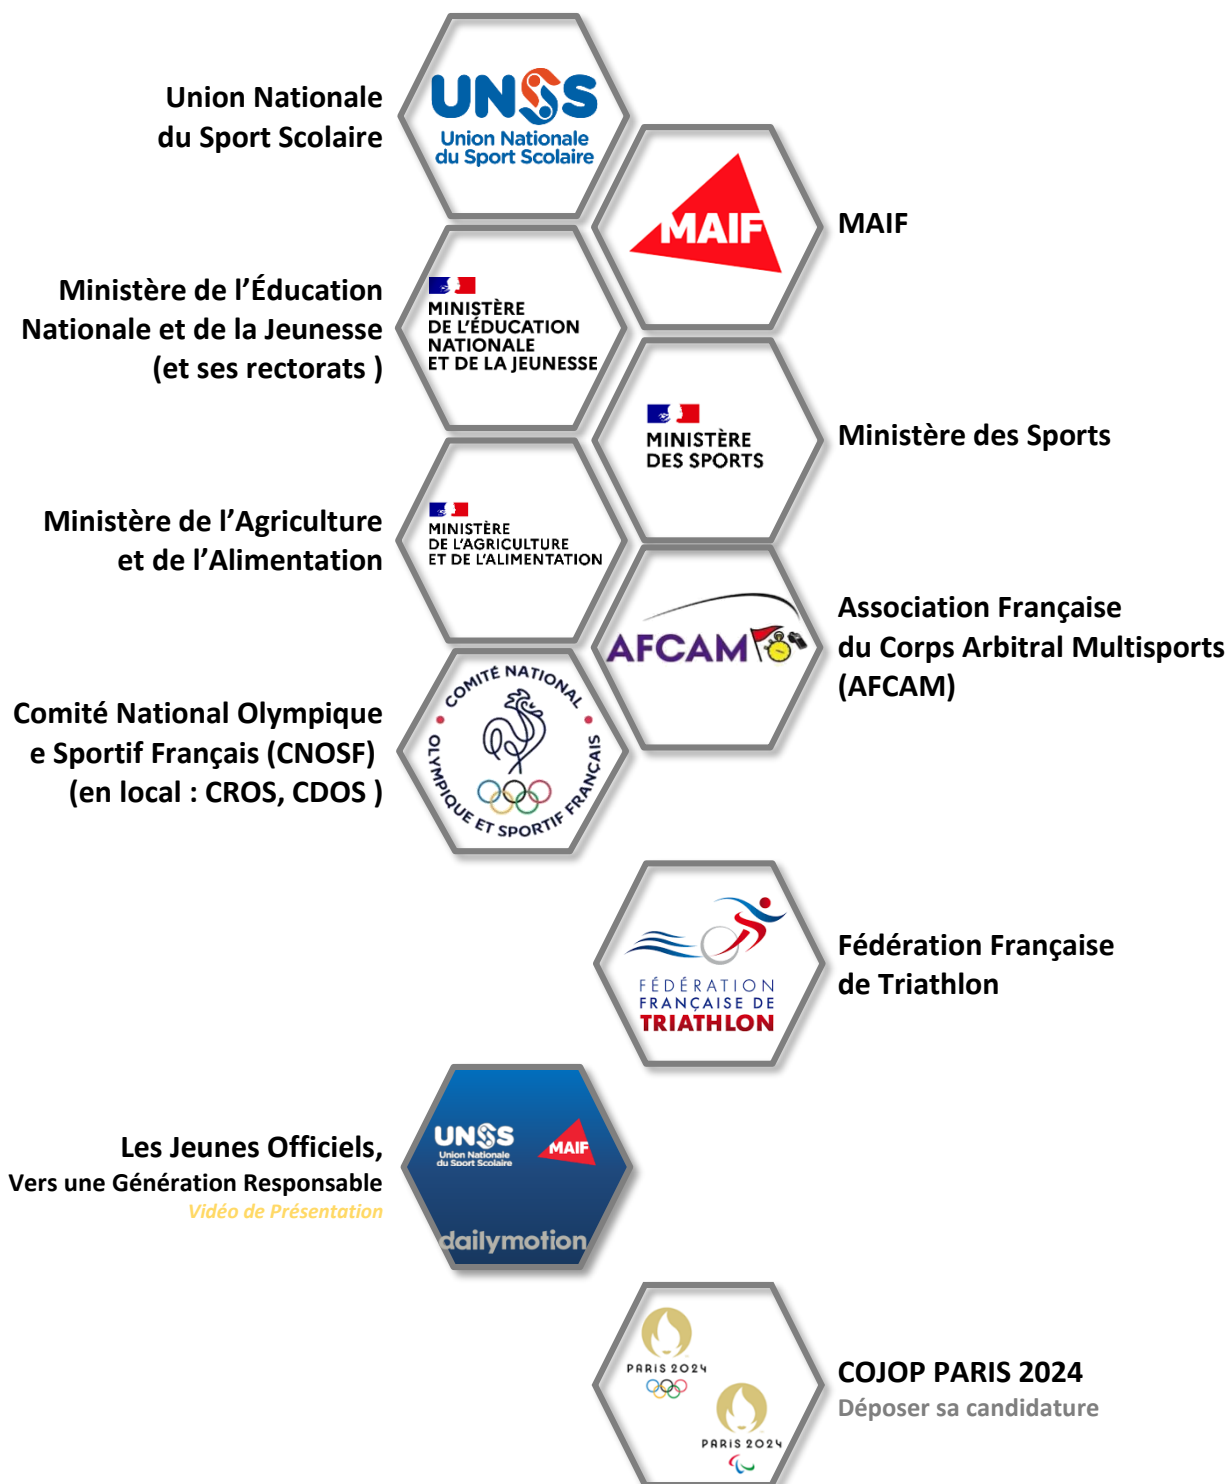 Union Nationale
du Sport Scolaire
UNSS
Union Nationale
du Sport Scolaire
MAIF
MAIF
Ministère de l’Éducation
Nationale et de la Jeunesse
(et ses rectorats )
MINISTÈRE
DE L'ÉDUCATION
NATIONALE
ET DE LA JEUNESSE
MINISTÈRE
DES SPORTS
Ministère des Sports
Ministère de l’Agriculture
et de l’Alimentation
MINISTÈRE
DE L'AGRICULTURE
ET DE L'ALIMENTATION
AFCAM
Association Française
du Corps Arbitral Multisports
(AFCAM)
Comité National Olympique
e Sportif Français (CNOSF)
(en local : CROS, CDOS )
COMITÉ NATIONAL
OLYMPIQUE ET SPORTIF FRANÇAIS
FÉDÉRATION
FRANÇAISE DE
TRIATHLON
Fédération Française
de Triathlon
Les Jeunes Officiels,
Vers une Génération Responsable
Vidéo de Présentation
UNSS
Union Nationale
du Sport Scolaire
MAIF
dailymotion
PARIS 2024
PARIS 2024
COJOP PARIS 2024
Déposer sa candidature